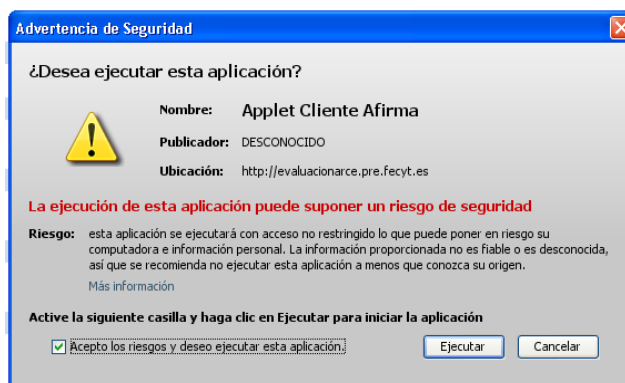 Advertencia de Seguridad
¿Desea ejecutar esta aplicación?
Nombre: Applet Cliente Afirma
Publicador: DESCONOCIDO
Ubicación: http://evaluacionarce.pre.fecyt.es
La ejecución de esta aplicación puede suponer un riesgo de seguridad
Riesgo: esta aplicación se ejecutará con acceso no restringido lo que puede poner en riesgo su
computadora e información personal. La información proporcionada no es fiable o es desconocida,
así que se recomienda no ejecutar esta aplicación a menos que conozca su origen.
Más información
Active la siguiente casilla y haga clic en Ejecutar para iniciar la aplicación
Acepto los riesgos y deseo ejecutar esta aplicación. Ejecutar Cancelar